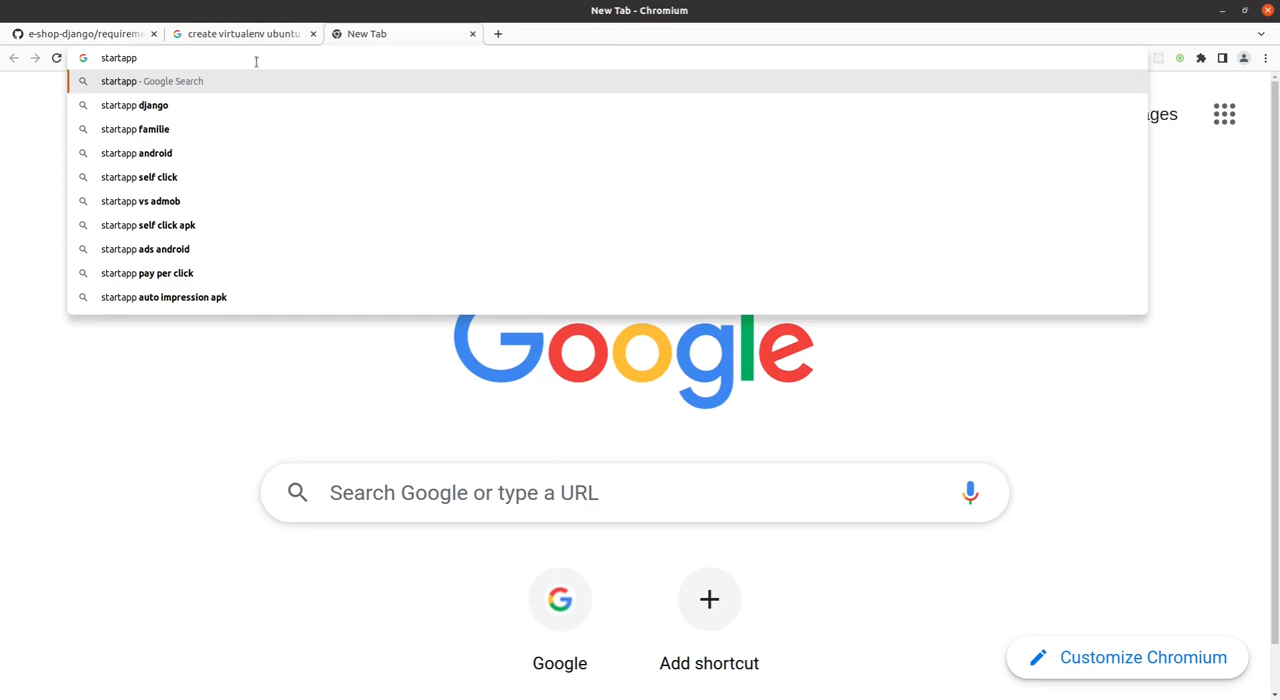 New Tab - Chromium
e-shop-django/requireme
create virtualenv ubuntu
New Tab
startapp
startapp - Google Search
startapp django
startapp familie
startapp android
startapp self click
startapp vs admob
startapp self click apk
startapp ads android
startapp pay per click
startapp auto impression apk
ages
Google
Search Google or type a URL
Google
Add shortcut
Customize Chromium